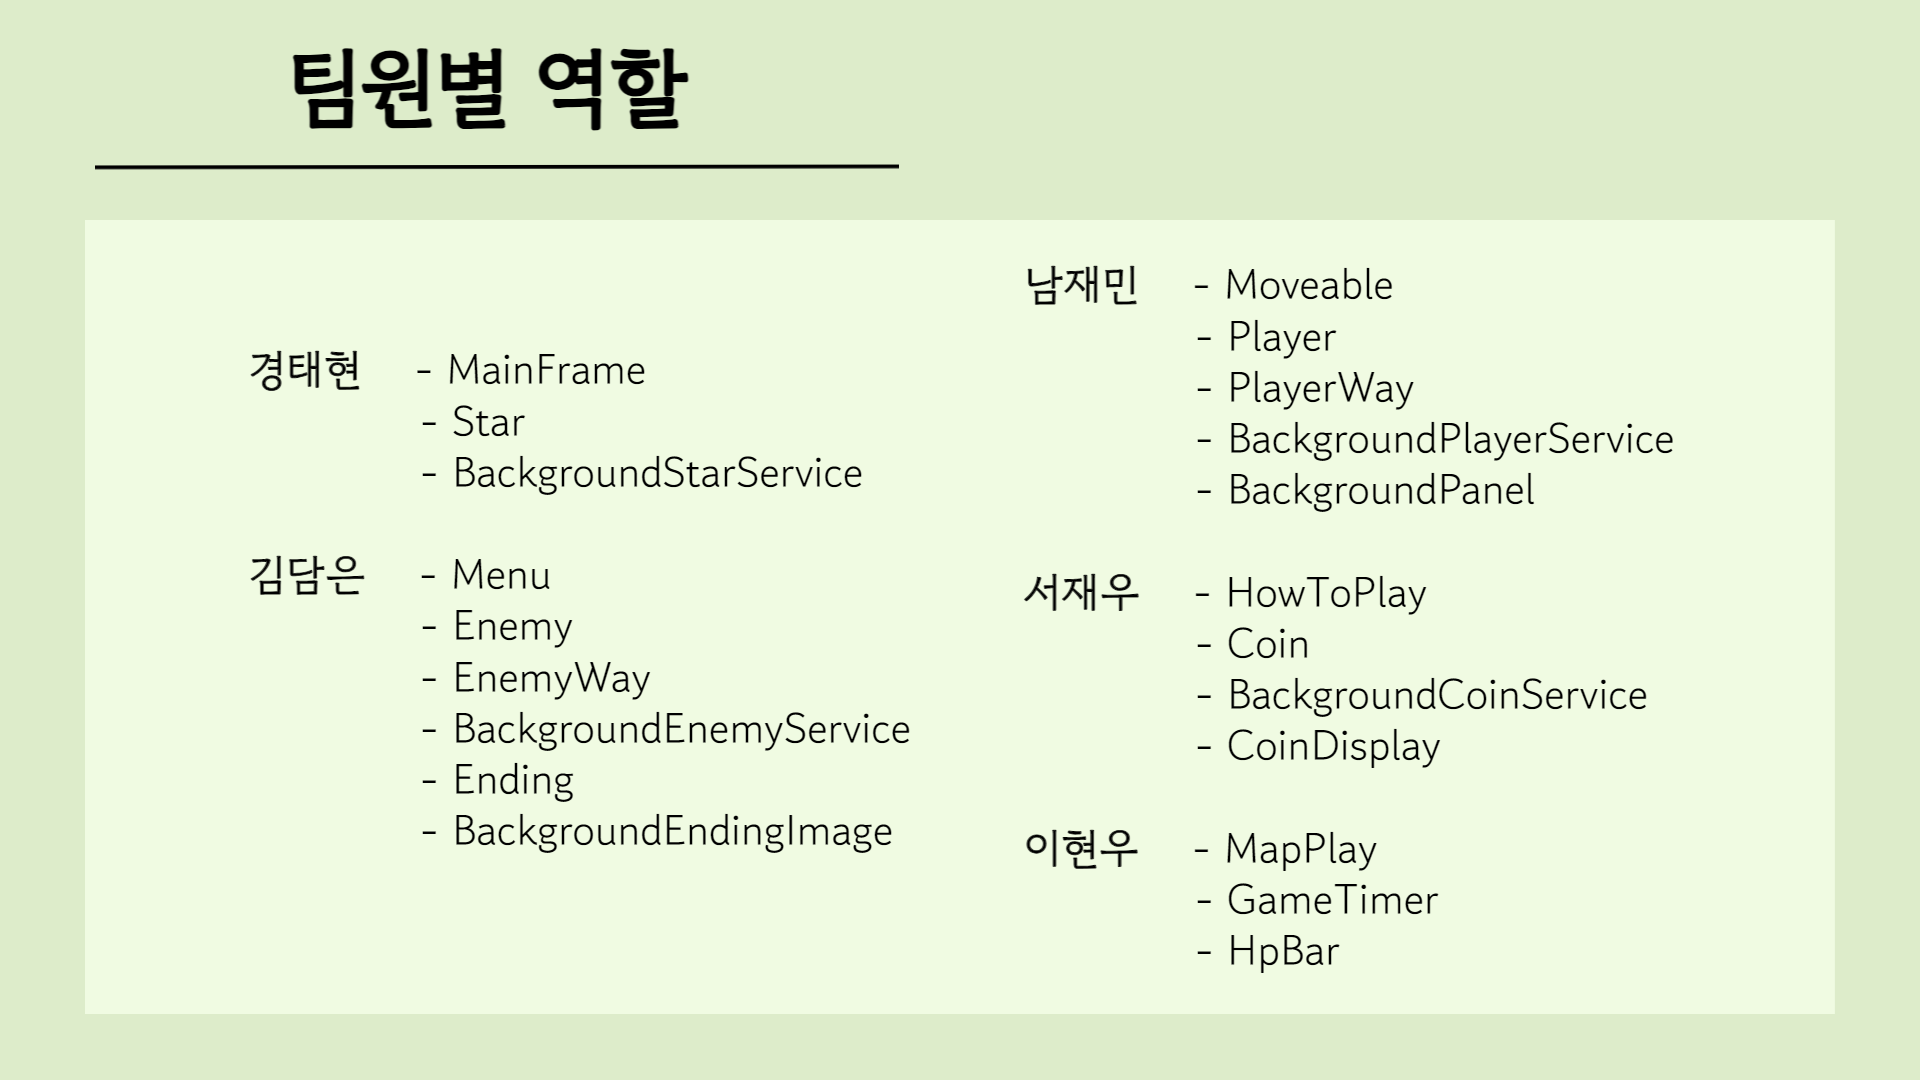 팀원별 역할
경태현 - MainFrame
- Star
- BackgroundStarService
김담은 - Menu
- Enemy
- EnemyWay
- BackgroundEnemyService
- Ending
- BackgroundEndingImage
남재민 - Moveable
- Player
- PlayerWay
- BackgroundPlayerService
- BackgroundPanel
서재우 - HowToPlay
- Coin
- BackgroundCoinService
- CoinDisplay
이현우 - MapPlay
- GameTimer
- HpBar